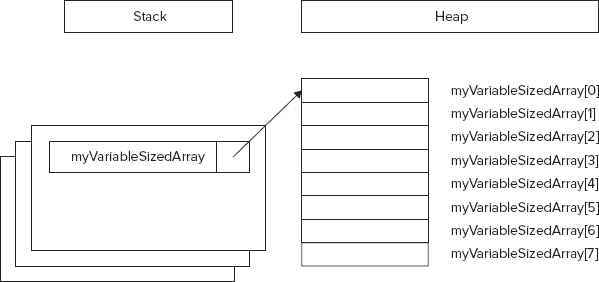 Stack
Heap
myVariableSizedArray
myVariableSizedArray[0]
myVariableSizedArray[1]
myVariableSizedArray[2]
myVariableSizedArray[3]
myVariableSizedArray[4]
myVariableSizedArray[5]
myVariableSizedArray[6]
myVariableSizedArray[7]